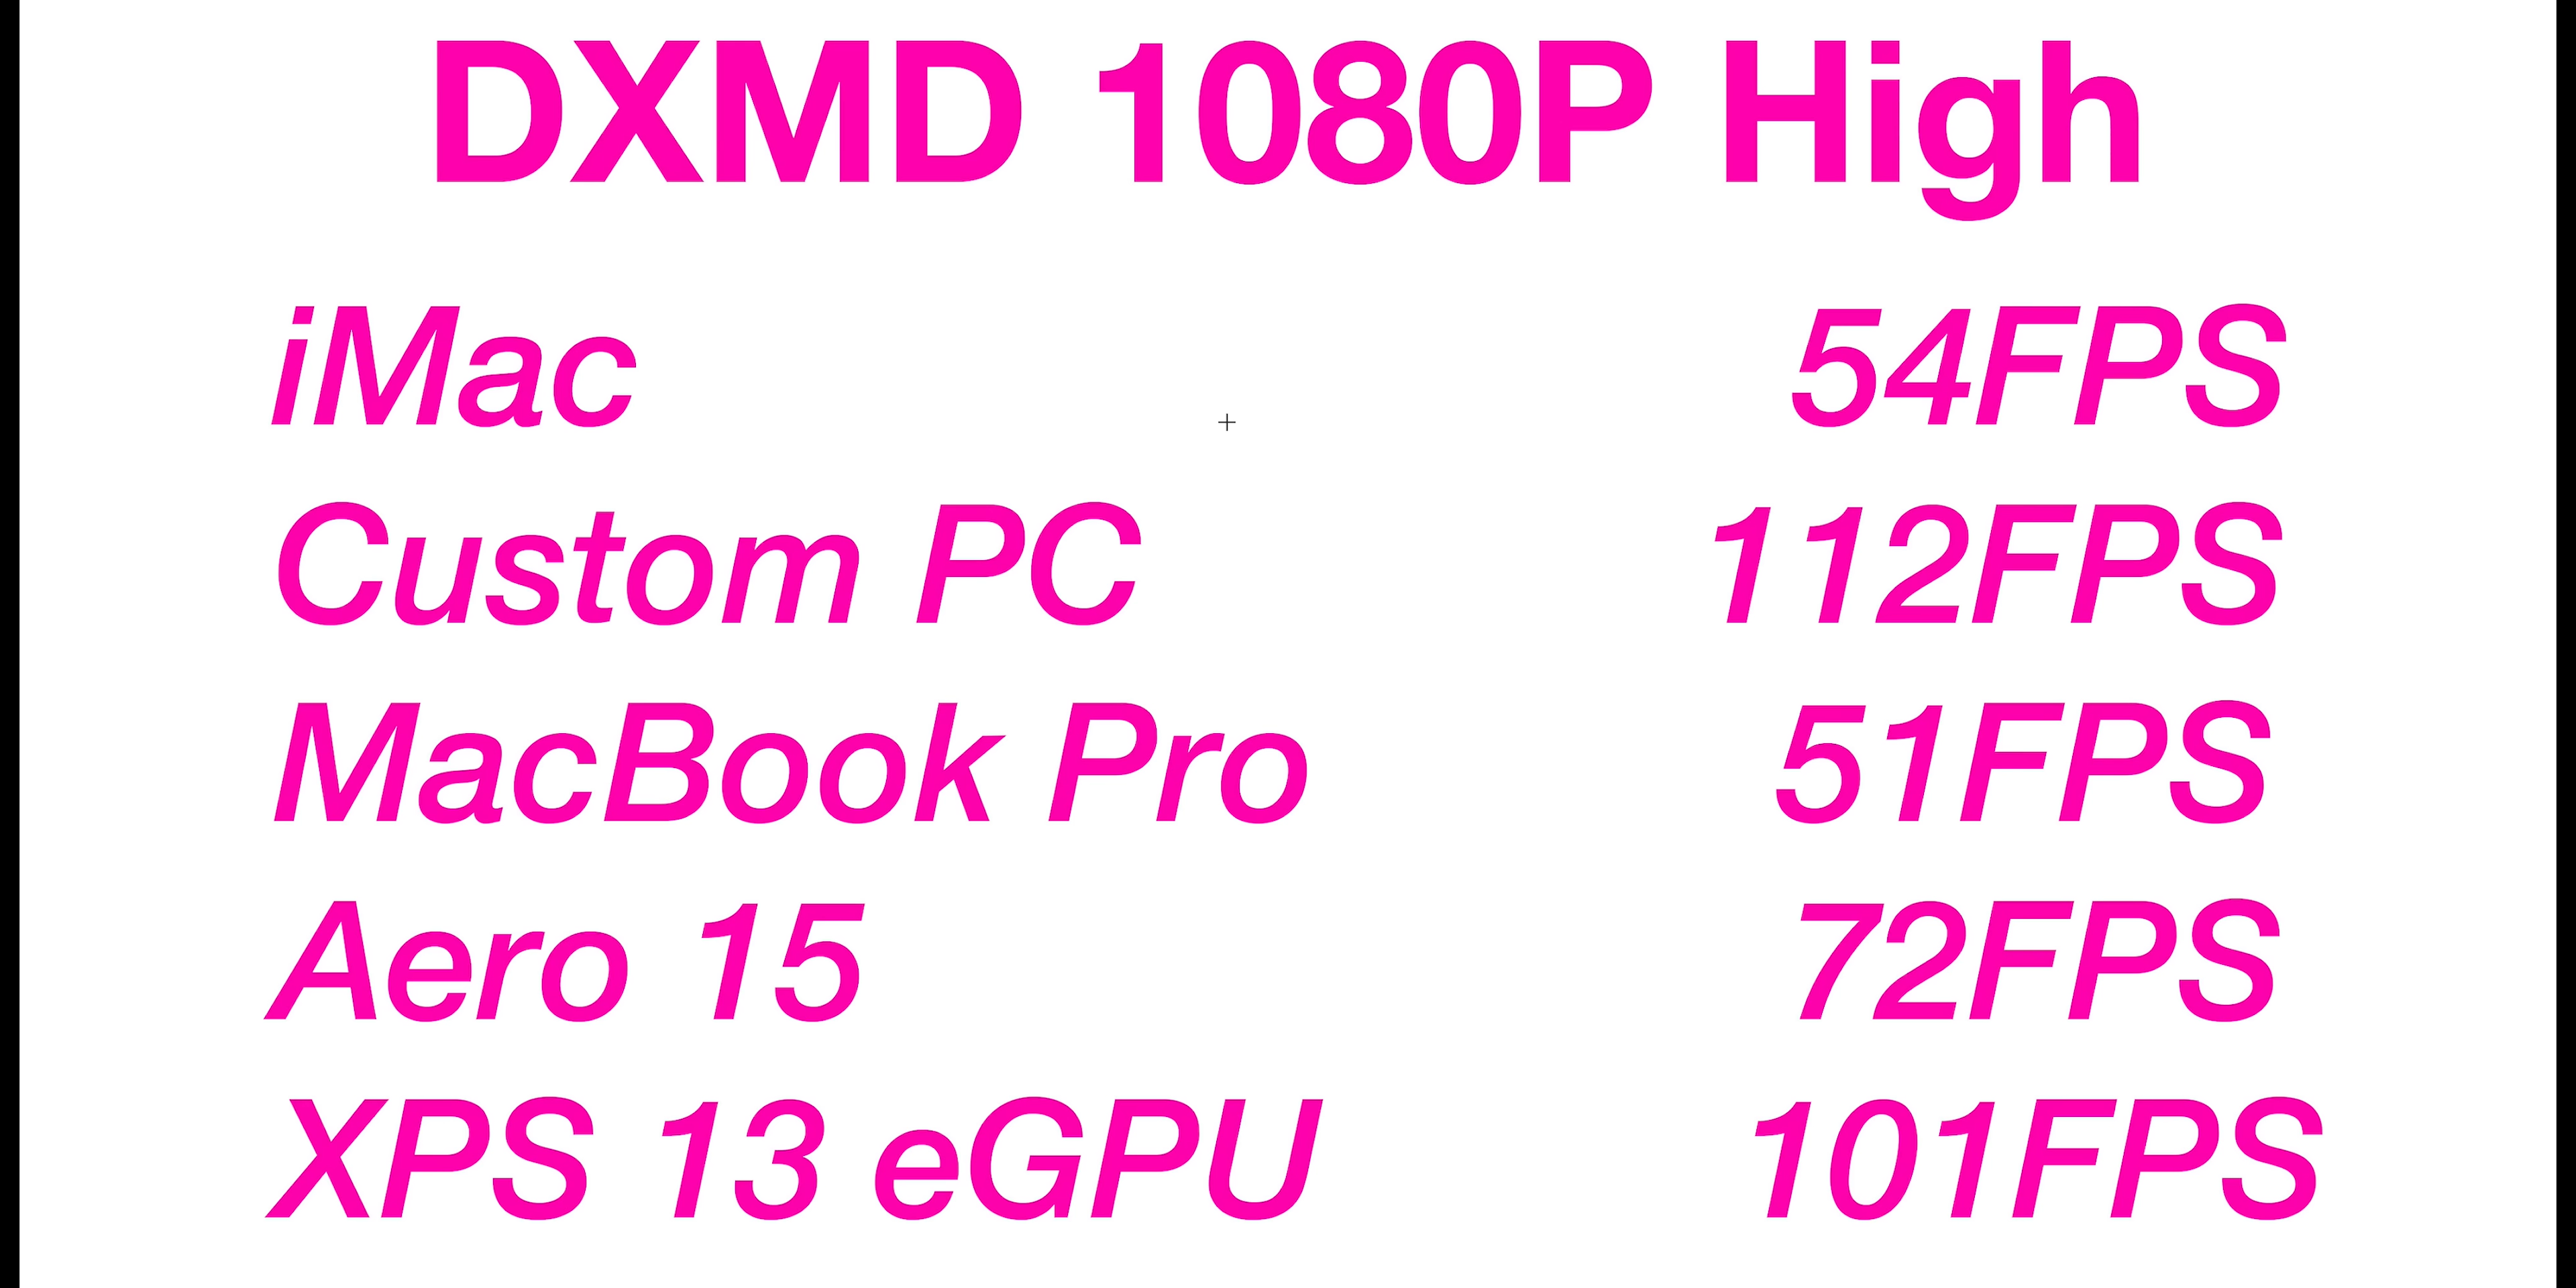 DXMD 1080P High
iMac 54FPS
Custom PC 112FPS
MacBook Pro 51FPS
Aero 15 72FPS
XPS 13 eGPU 101FPS